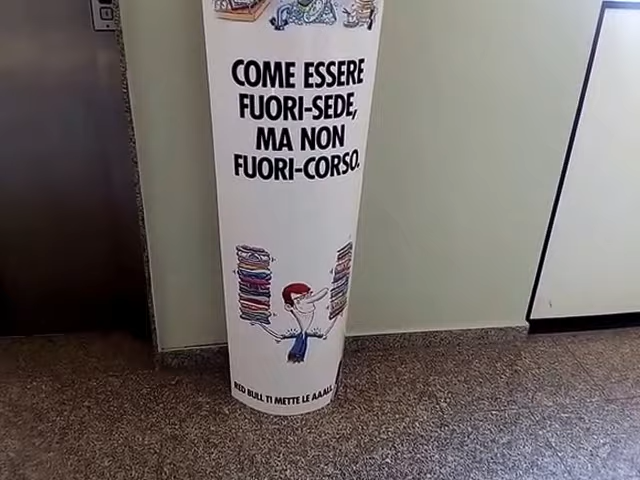 COME ESSERE
FUORI-SEDE,
MA NON
FUORI-CORSO.
RED BULL TI METTE LE AAALI